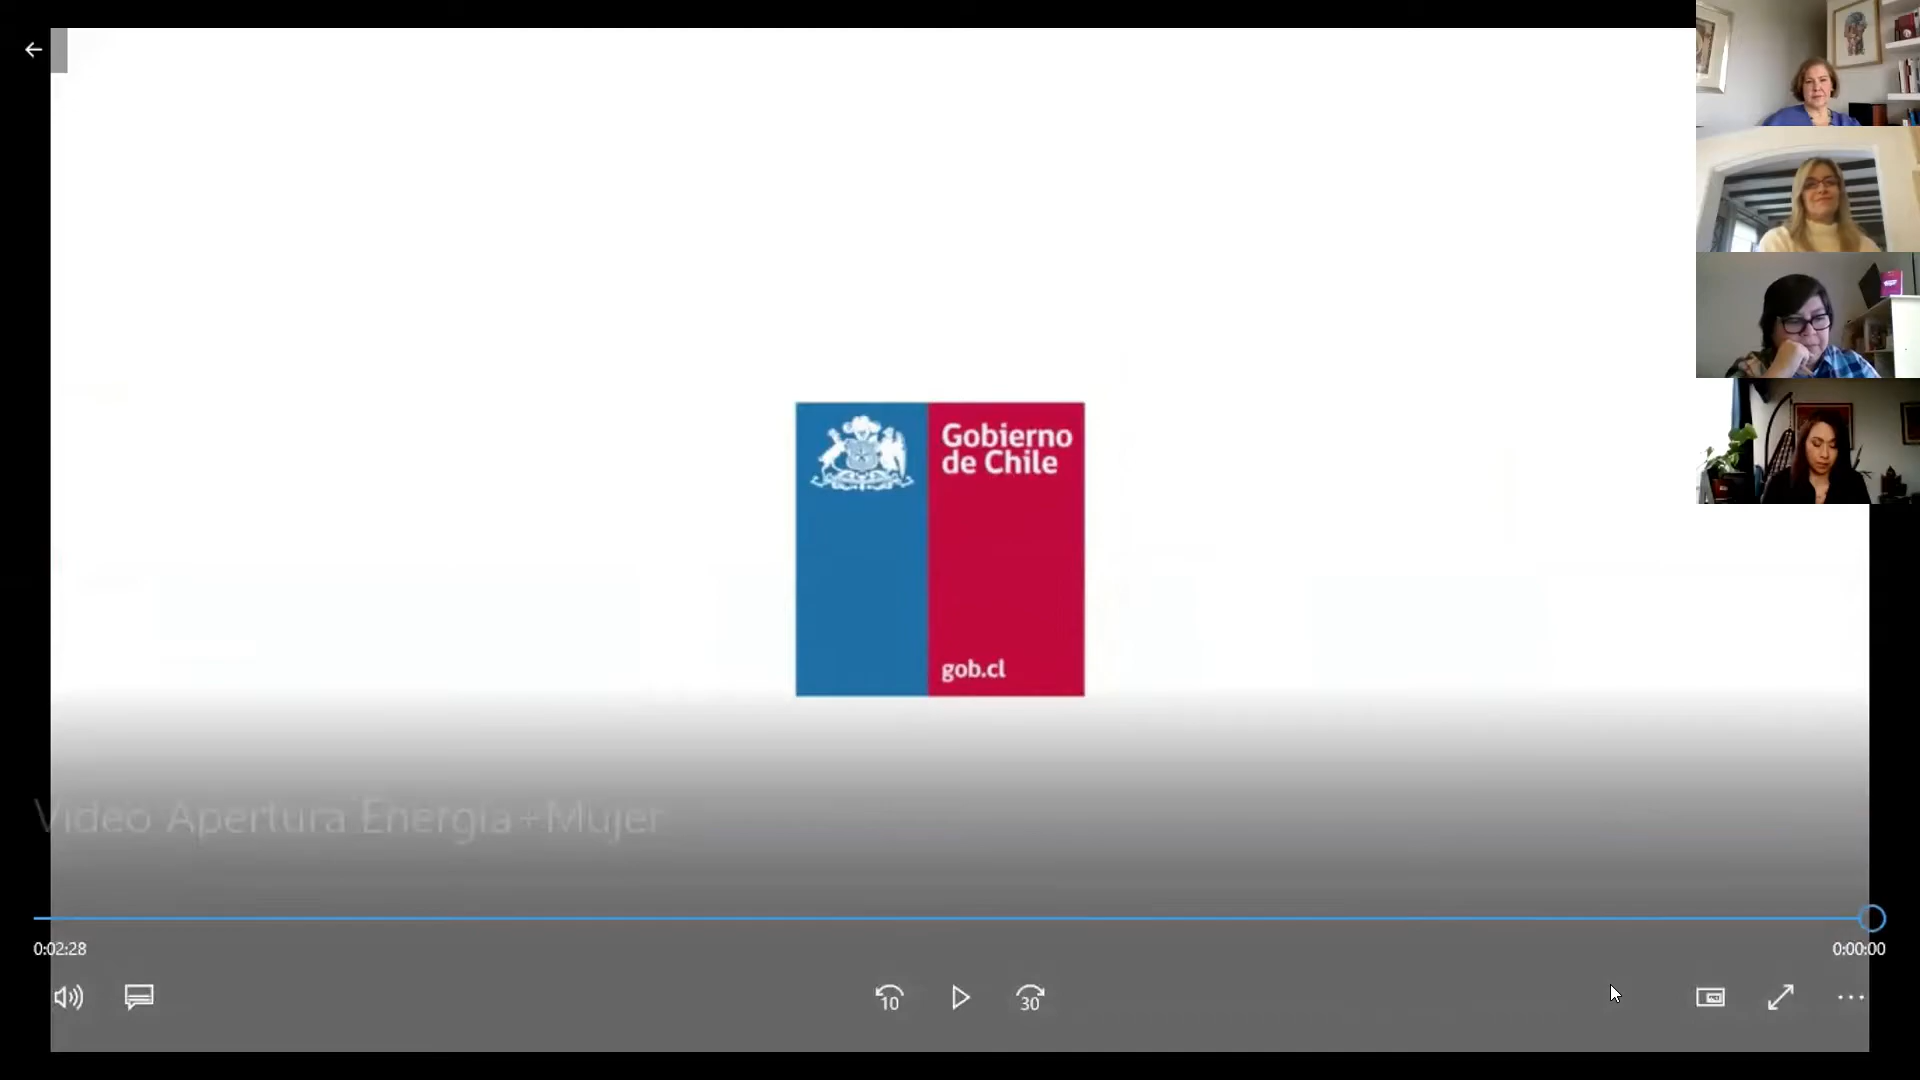 Gobierno
de Chile
gob.cl
Video Apertura Energía+Mujer
0:02:28
0:00:00
10
30